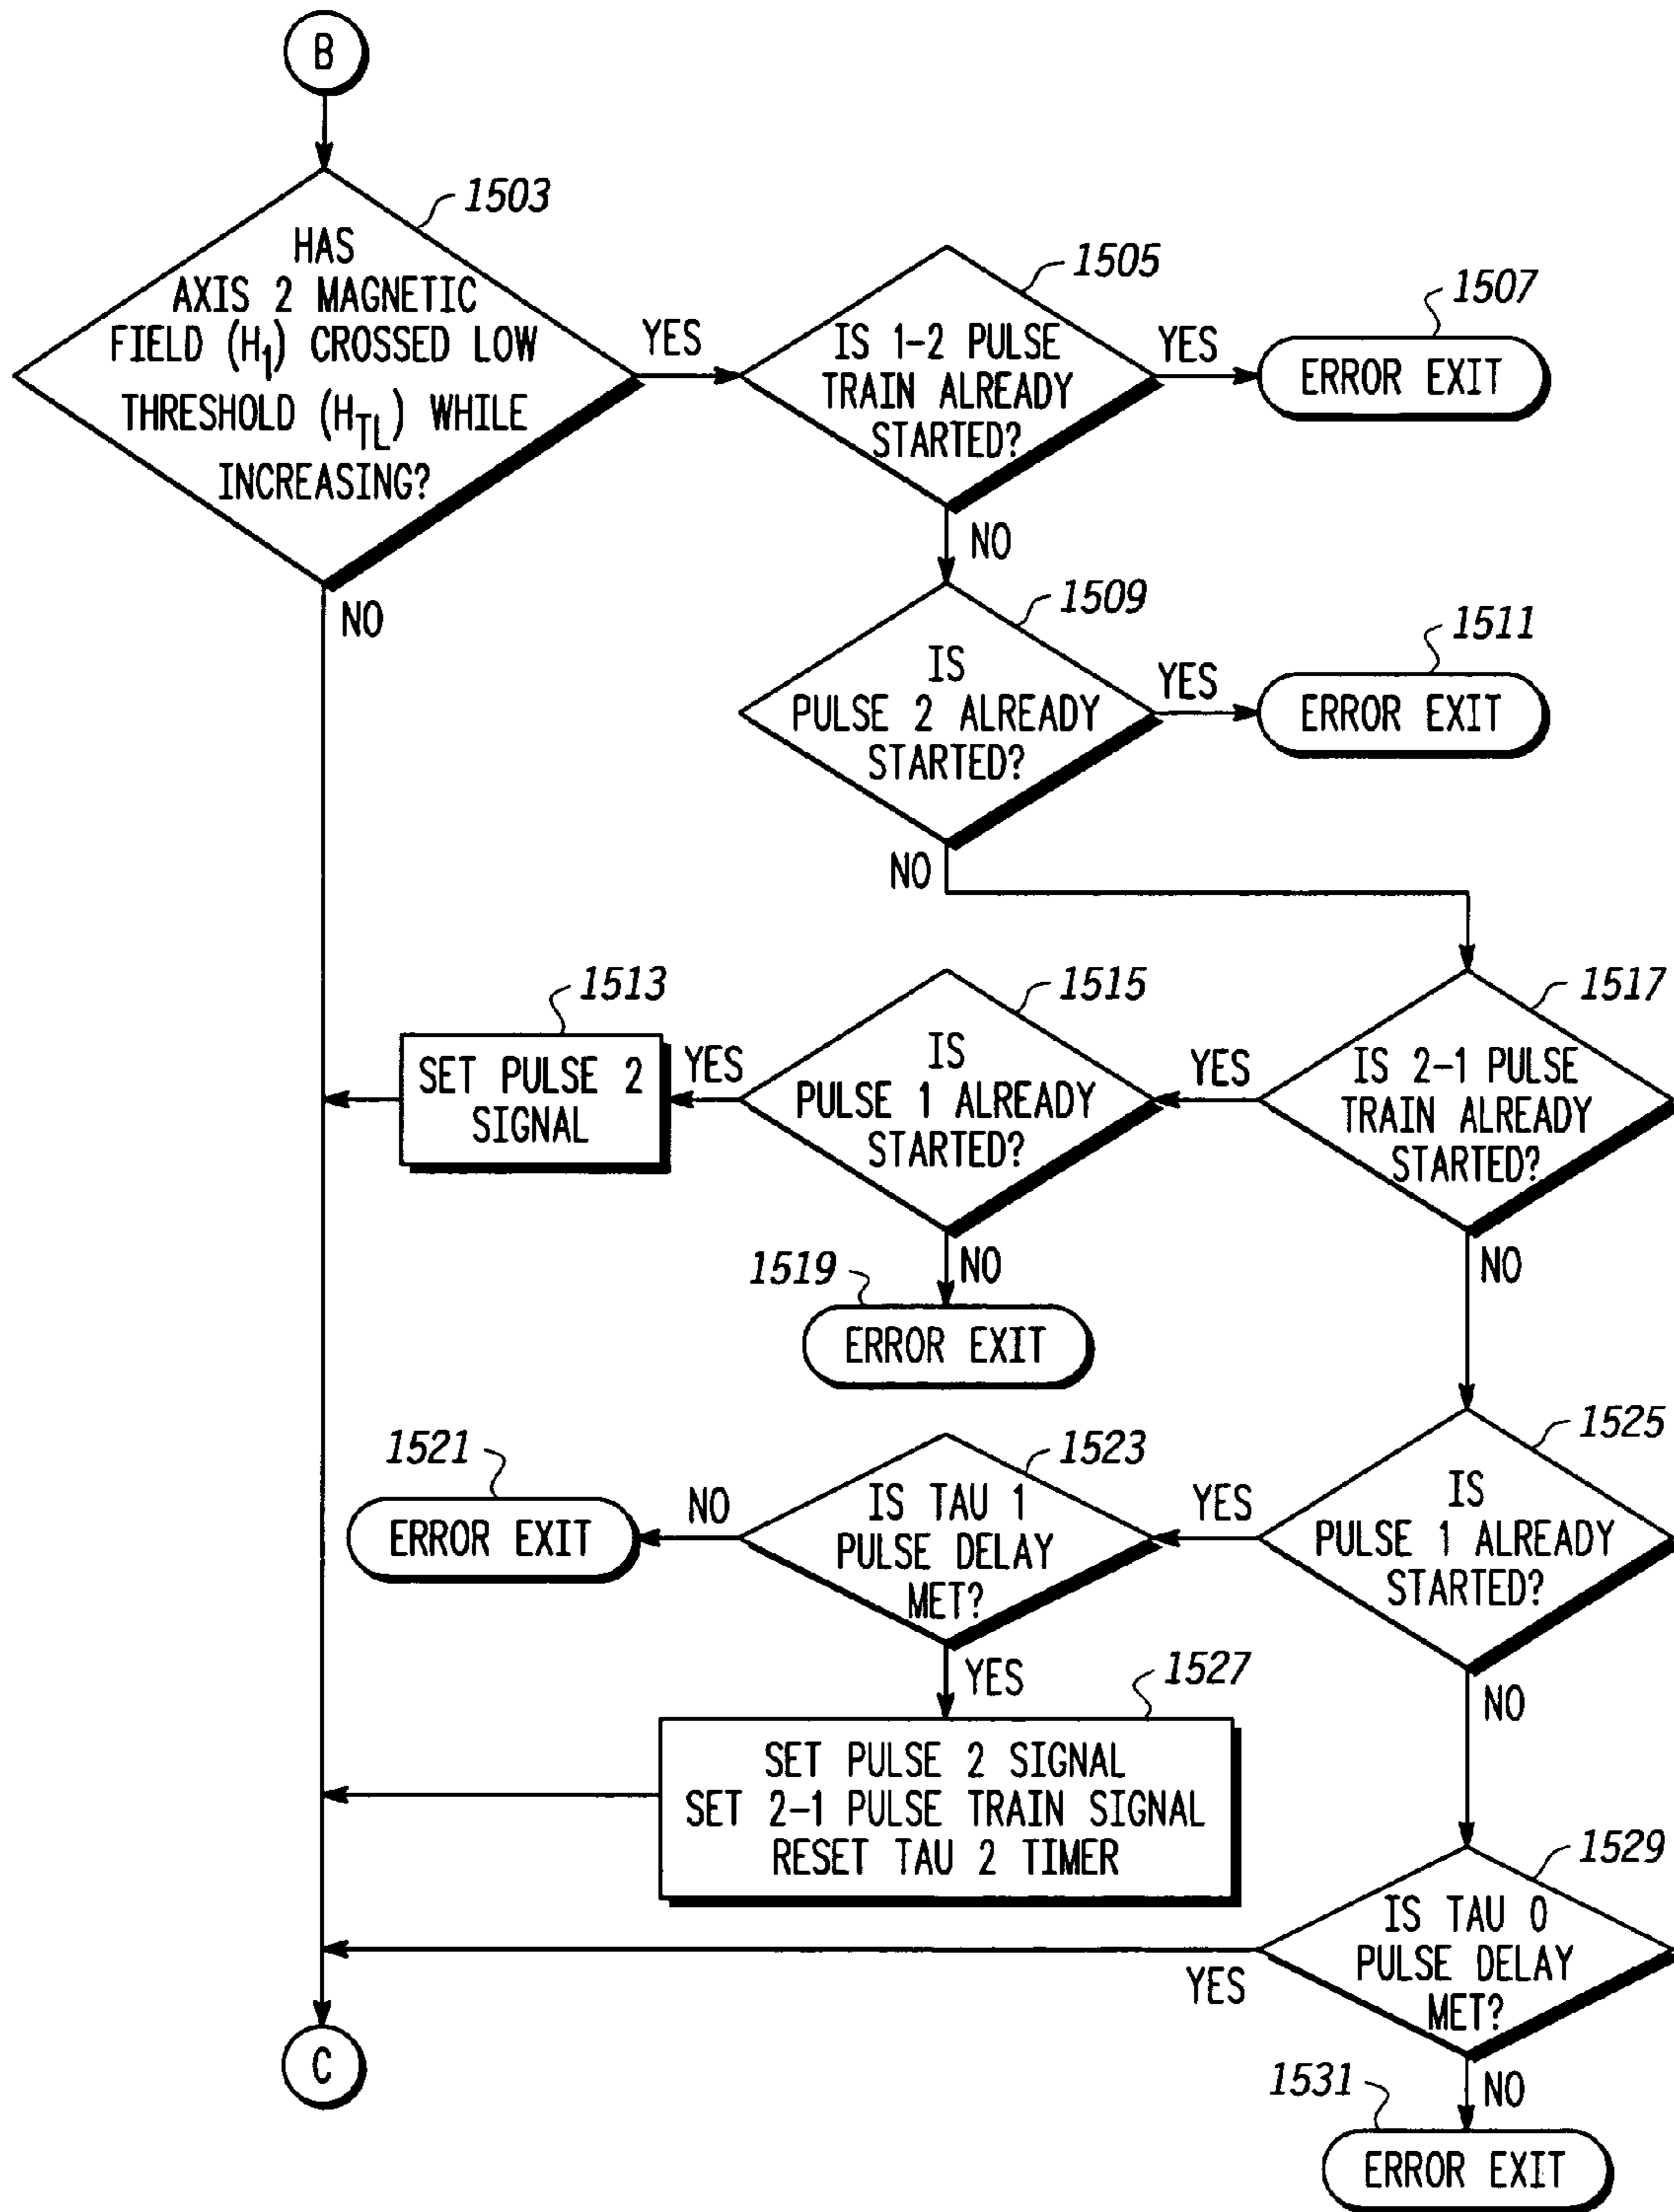 B
1503
HAS
AXIS 2 MAGNETIC
FIELD (H1) CROSSED LOW
THRESHOLD (HTL) WHILE
INCREASING?
YES
NO
1505
IS 1-2 PULSE
TRAIN ALREADY
STARTED?
YES
NO
1507
ERROR EXIT
1509
IS
PULSE 2 ALREADY
STARTED?
YES
NO
1511
ERROR EXIT
1513
SET PULSE 2
SIGNAL
YES
1515
IS
PULSE 1 ALREADY
STARTED?
YES
1517
IS 2-1 PULSE
TRAIN ALREADY
STARTED?
NO
NO
1519
ERROR EXIT
1521
ERROR EXIT
NO
1523
IS TAU 1
PULSE DELAY
MET?
YES
1525
IS
PULSE 1 ALREADY
STARTED?
YES
NO
1527
SET PULSE 2 SIGNAL
SET 2-1 PULSE TRAIN SIGNAL
RESET TAU 2 TIMER
1529
IS TAU 0
PULSE DELAY
MET?
YES
NO
C
1531
ERROR EXIT